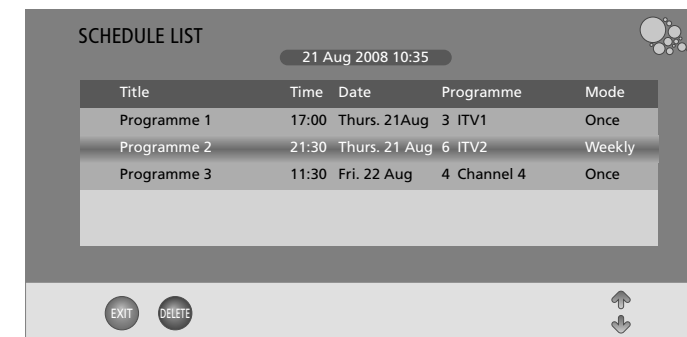 SCHEDULE LIST
21 Aug 2008 10:35
Title Time Date Programme Mode
Programme 1 17:00 Thurs. 21Aug 3 ITV1 Once
Programme 2 21:30 Thurs. 21 Aug 6 ITV2 Weekly
Programme 3 11:30 Fri. 22 Aug 4 Channel 4 Once
EXIT DELETE